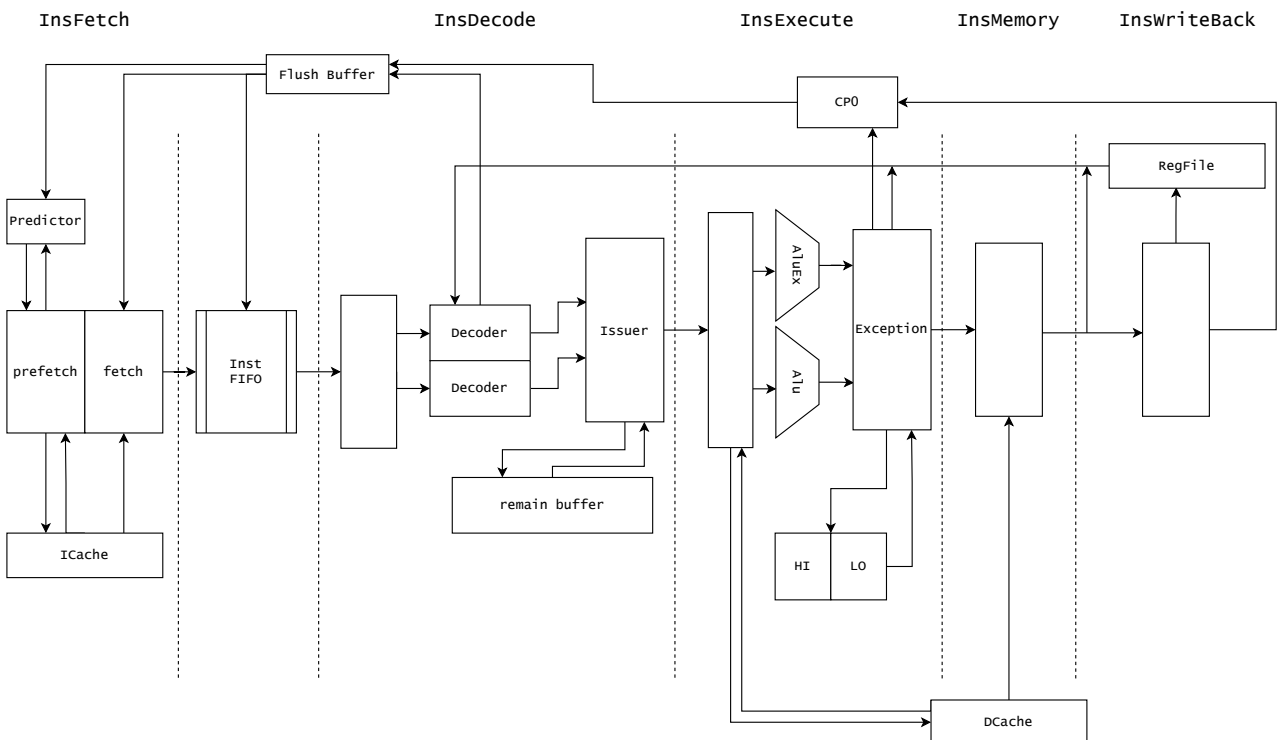 InsFetch
InsDecode
InsExecute
InsMemory
InsWriteBack
Flush Buffer
CP0
RegFile
Predictor
AluEx
Decoder
Issuer
Exception
prefetch
fetch
Inst
FIFO
Decoder
Alu
remain buffer
ICache
HI
LO
DCache